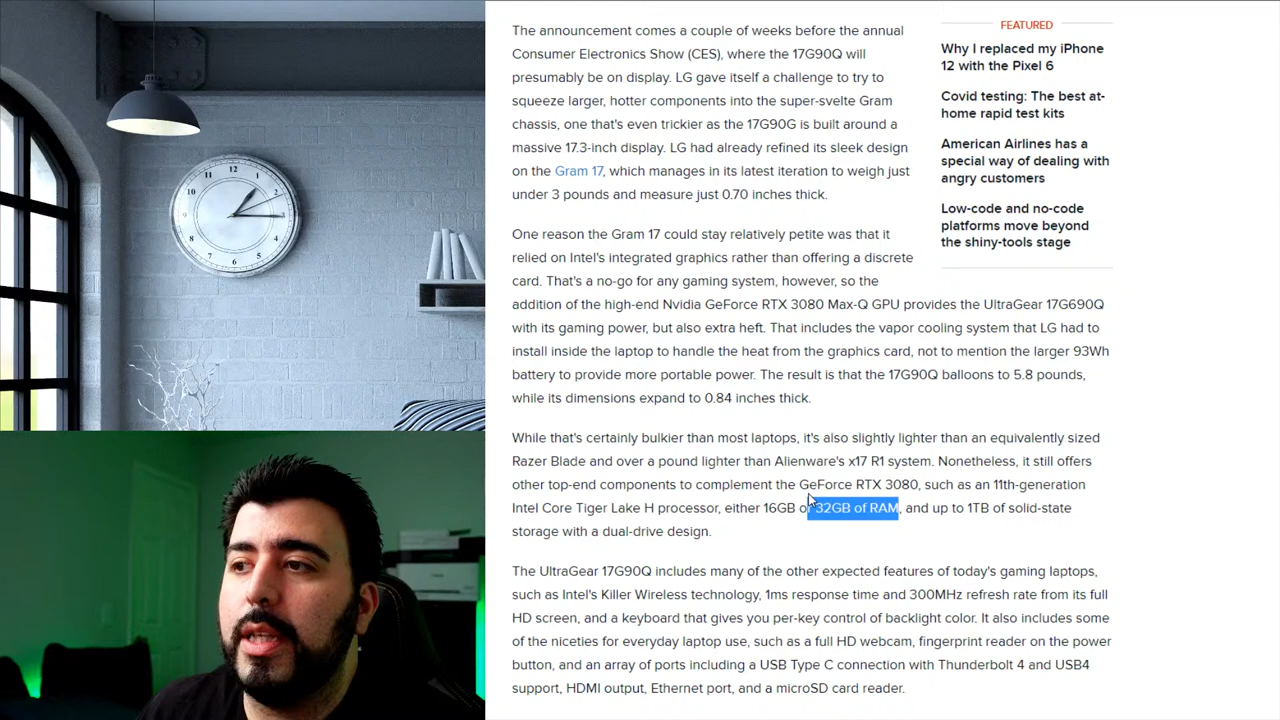 12
1
2
3
4
5
6
7
8
9
10
11
The announcement comes a couple of weeks before the annual
Consumer Electronics Show (CES), where the 17G90Q will
presumably be on display. LG gave itself a challenge to try to
squeeze larger, hotter components into the super-svelte Gram
chassis, one that's even trickier as the 17G90G is built around a
massive 17.3-inch display. LG had already refined its sleek design
on the Gram 17, which manages in its latest iteration to weigh just
under 3 pounds and measure just 0.70 inches thick.
One reason the Gram 17 could stay relatively petite was that it
relied on Intel's integrated graphics rather than offering a discrete
card. That's a no-go for any gaming system, however, so the
addition of the high-end Nvidia GeForce RTX 3080 Max-Q GPU provides the UltraGear 17G690Q
with its gaming power, but also extra heft. That includes the vapor cooling system that LG had to
install inside the laptop to handle the heat from the graphics card, not to mention the larger 93Wh
battery to provide more portable power. The result is that the 17G90Q balloons to 5.8 pounds,
while its dimensions expand to 0.84 inches thick.
While that's certainly bulkier than most laptops, it's also slightly lighter than an equivalently sized
Razer Blade and over a pound lighter than Alienware's x17 R1 system. Nonetheless, it still offers
other top-end components to complement the GeForce RTX 3080, such as an 11th-generation
Intel Core Tiger Lake H processor, either 16GB or 32GB of RAM, and up to 1TB of solid-state
storage with a dual-drive design.
The UltraGear 17G90Q includes many of the other expected features of today's gaming laptops,
such as Intel's Killer Wireless technology, 1ms response time and 300MHz refresh rate from its full
HD screen, and a keyboard that gives you per-key control of backlight color. It also includes some
of the niceties for everyday laptop use, such as a full HD webcam, fingerprint reader on the power
button, and an array of ports including a USB Type C connection with Thunderbolt 4 and USB4
support, HDMI output, Ethernet port, and a microSD card reader.
FEATURED
Why I replaced my iPhone
12 with the Pixel 6
Covid testing: The best at-
home rapid test kits
American Airlines has a
special way of dealing with
angry customers
Low-code and no-code
platforms move beyond
the shiny-tools stage